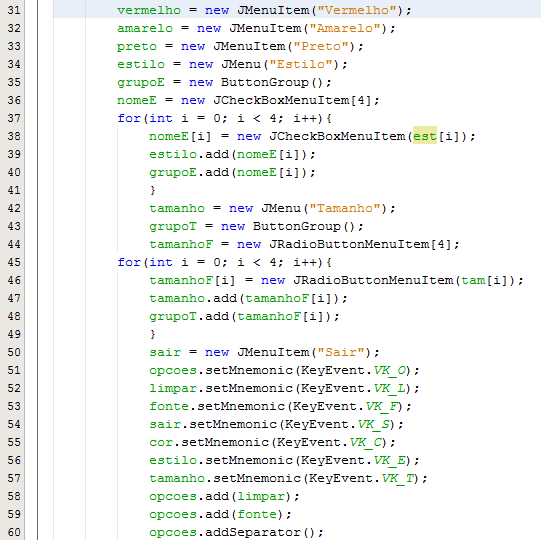 31 vermelho = new JMenuItem("Vermelho");
32 amarelo = new JMenuItem("Amarelo");
33 preto = new JMenuItem("Preto");
34 estilo = new JMenu("Estilo");
35 grupoE = new ButtonGroup();
36 nomeE = new JCheckBoxMenuItem[4];
37 for(int i = 0; i < 4; i++){
38 nomeE[i] = new JCheckBoxMenuItem(est[i]);
39 estilo.add(nomeE[i]);
40 grupoE.add(nomeE[i]);
41 }
42 tamanho = new JMenu("Tamanho");
43 grupoT = new ButtonGroup();
44 tamanhoF = new JRadioButtonMenuItem[4];
45 for(int i = 0; i < 4; i++){
46 tamanhoF[i] = new JRadioButtonMenuItem(tam[i]);
47 tamanho.add(tamanhoF[i]);
48 grupoT.add(tamanhoF[i]);
49 }
50 sair = new JMenuItem("Sair");
51 opcoes.setMnemonic(KeyEvent.VK_O);
52 limpar.setMnemonic(KeyEvent.VK_L);
53 fonte.setMnemonic(KeyEvent.VK_F);
54 sair.setMnemonic(KeyEvent.VK_S);
55 cor.setMnemonic(KeyEvent.VK_C);
56 estilo.setMnemonic(KeyEvent.VK_E);
57 tamanho.setMnemonic(KeyEvent.VK_T);
58 opcoes.add(limpar);
59 opcoes.add(fonte);
60 opcoes.addSeparator();